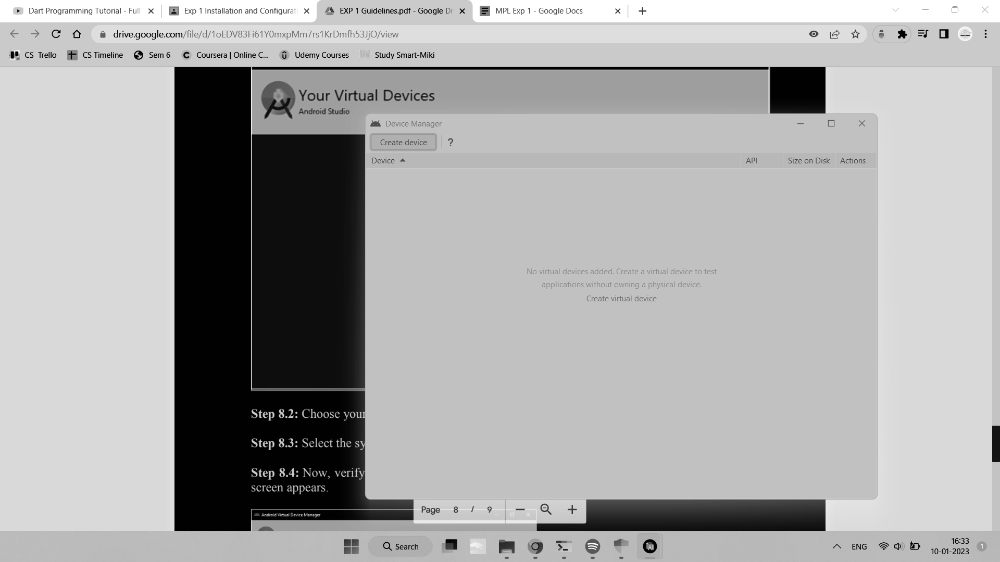 Dart Programming Tutorial - Full
Exp 1 Installation and Configurati
EXP 1 Guidelines.pdf - Google Dr
MPL Exp 1 - Google Docs
drive.google.com/file/d/1oEDV83Fi61Y0mxpMm7rs1KrDmfh53JjO/view
CS Trello
CS Timeline
Sem 6
Coursera | Online C...
Udemy Courses
Study Smart-Miki
Your Virtual Devices
Android Studio
Device Manager
Create device
?
Device
API
Size on Disk
Actions
No virtual devices added. Create a virtual device to test
applications without owning a physical device.
Create virtual device
Step 8.2: Choose your
Step 8.3: Select the sy
Step 8.4: Now, verify
screen appears.
Page 8 / 9
Android Virtual Device Manager
Search
ENG
16:33
10-01-2023
1